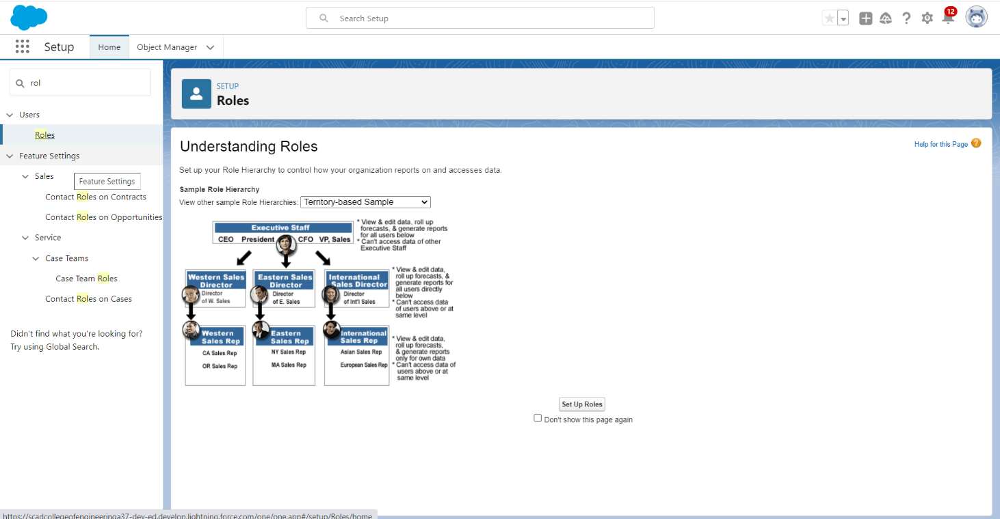 Search Setup
12
Setup
Home
Object Manager
rol
Users
Roles
Feature Settings
Sales
Feature Settings
Contact Roles on Contracts
Contact Roles on Opportunities
Service
Case Teams
Case Team Roles
Contact Roles on Cases
Didn't find what you're looking for?
Try using Global Search.
SETUP
Roles
Understanding Roles
Help for this Page ?
Set up your Role Hierarchy to control how your organization reports on and accesses data.
Sample Role Hierarchy
View other sample Role Hierarchies: Territory-based Sample
Executive Staff
CEO President CFO VP, Sales
* View & edit data, roll up
forecasts, & generate reports
for all users below
* Can't access data of other
Executive Staff
Western Sales
Director
Director
of W. Sales
Eastern Sales
Director
Director
of E. Sales
International
Sales Director
Director
of Int'l Sales
* View & edit data,
roll up forecasts, &
generate reports for
all users directly
below
* Can't access data
of users above or at
same level
Western
Sales Rep
CA Sales Rep
OR Sales Rep
Eastern
Sales Rep
NY Sales Rep
MA Sales Rep
International
Sales Rep
Asian Sales Rep
European Sales Rep
* View & edit data,
roll up forecasts,
& generate reports
only for own data
* Can't access data of
users above or at
same level
Set Up Roles
Don't show this page again
https://scadcollegeofengineeringa37-dev-ed.develop.lightning.force.com/one/one.app#/setup/Roles/home